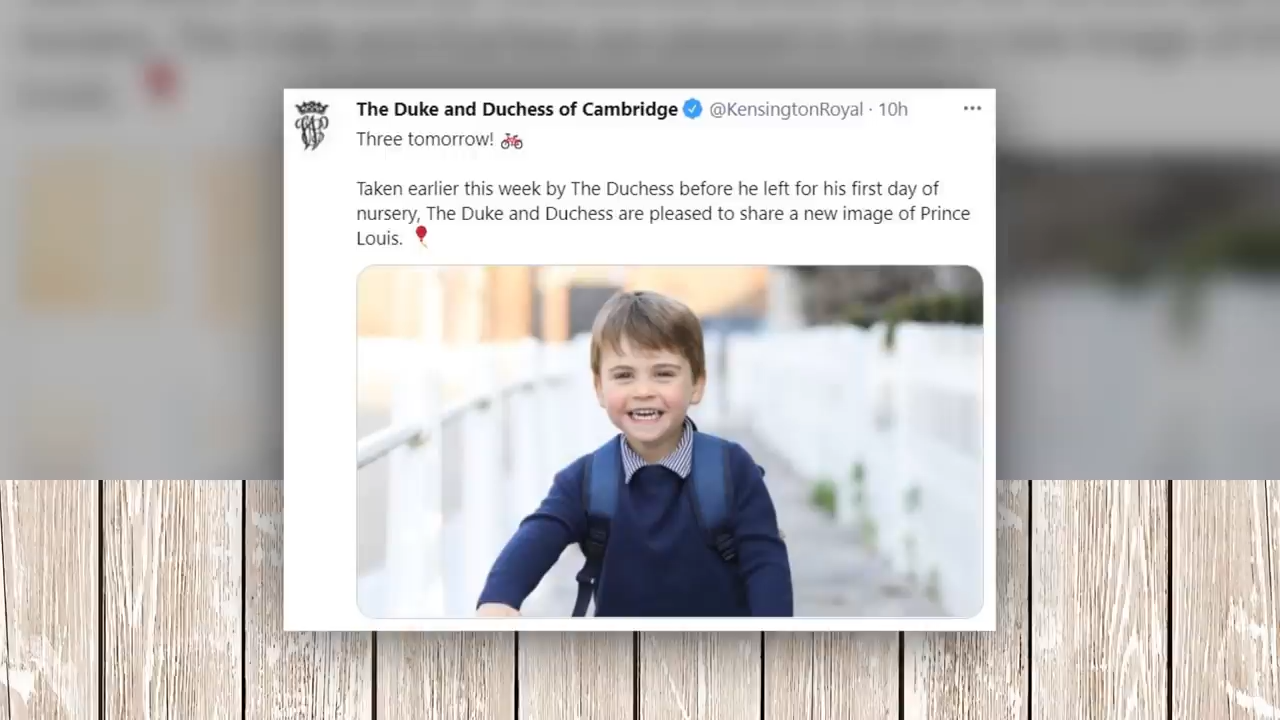 The Duke and Duchess of Cambridge @KensingtonRoyal · 10h
Three tomorrow! 🚲
Taken earlier this week by The Duchess before he left for his first day of
nursery, The Duke and Duchess are pleased to share a new image of Prince
Louis. 🎈